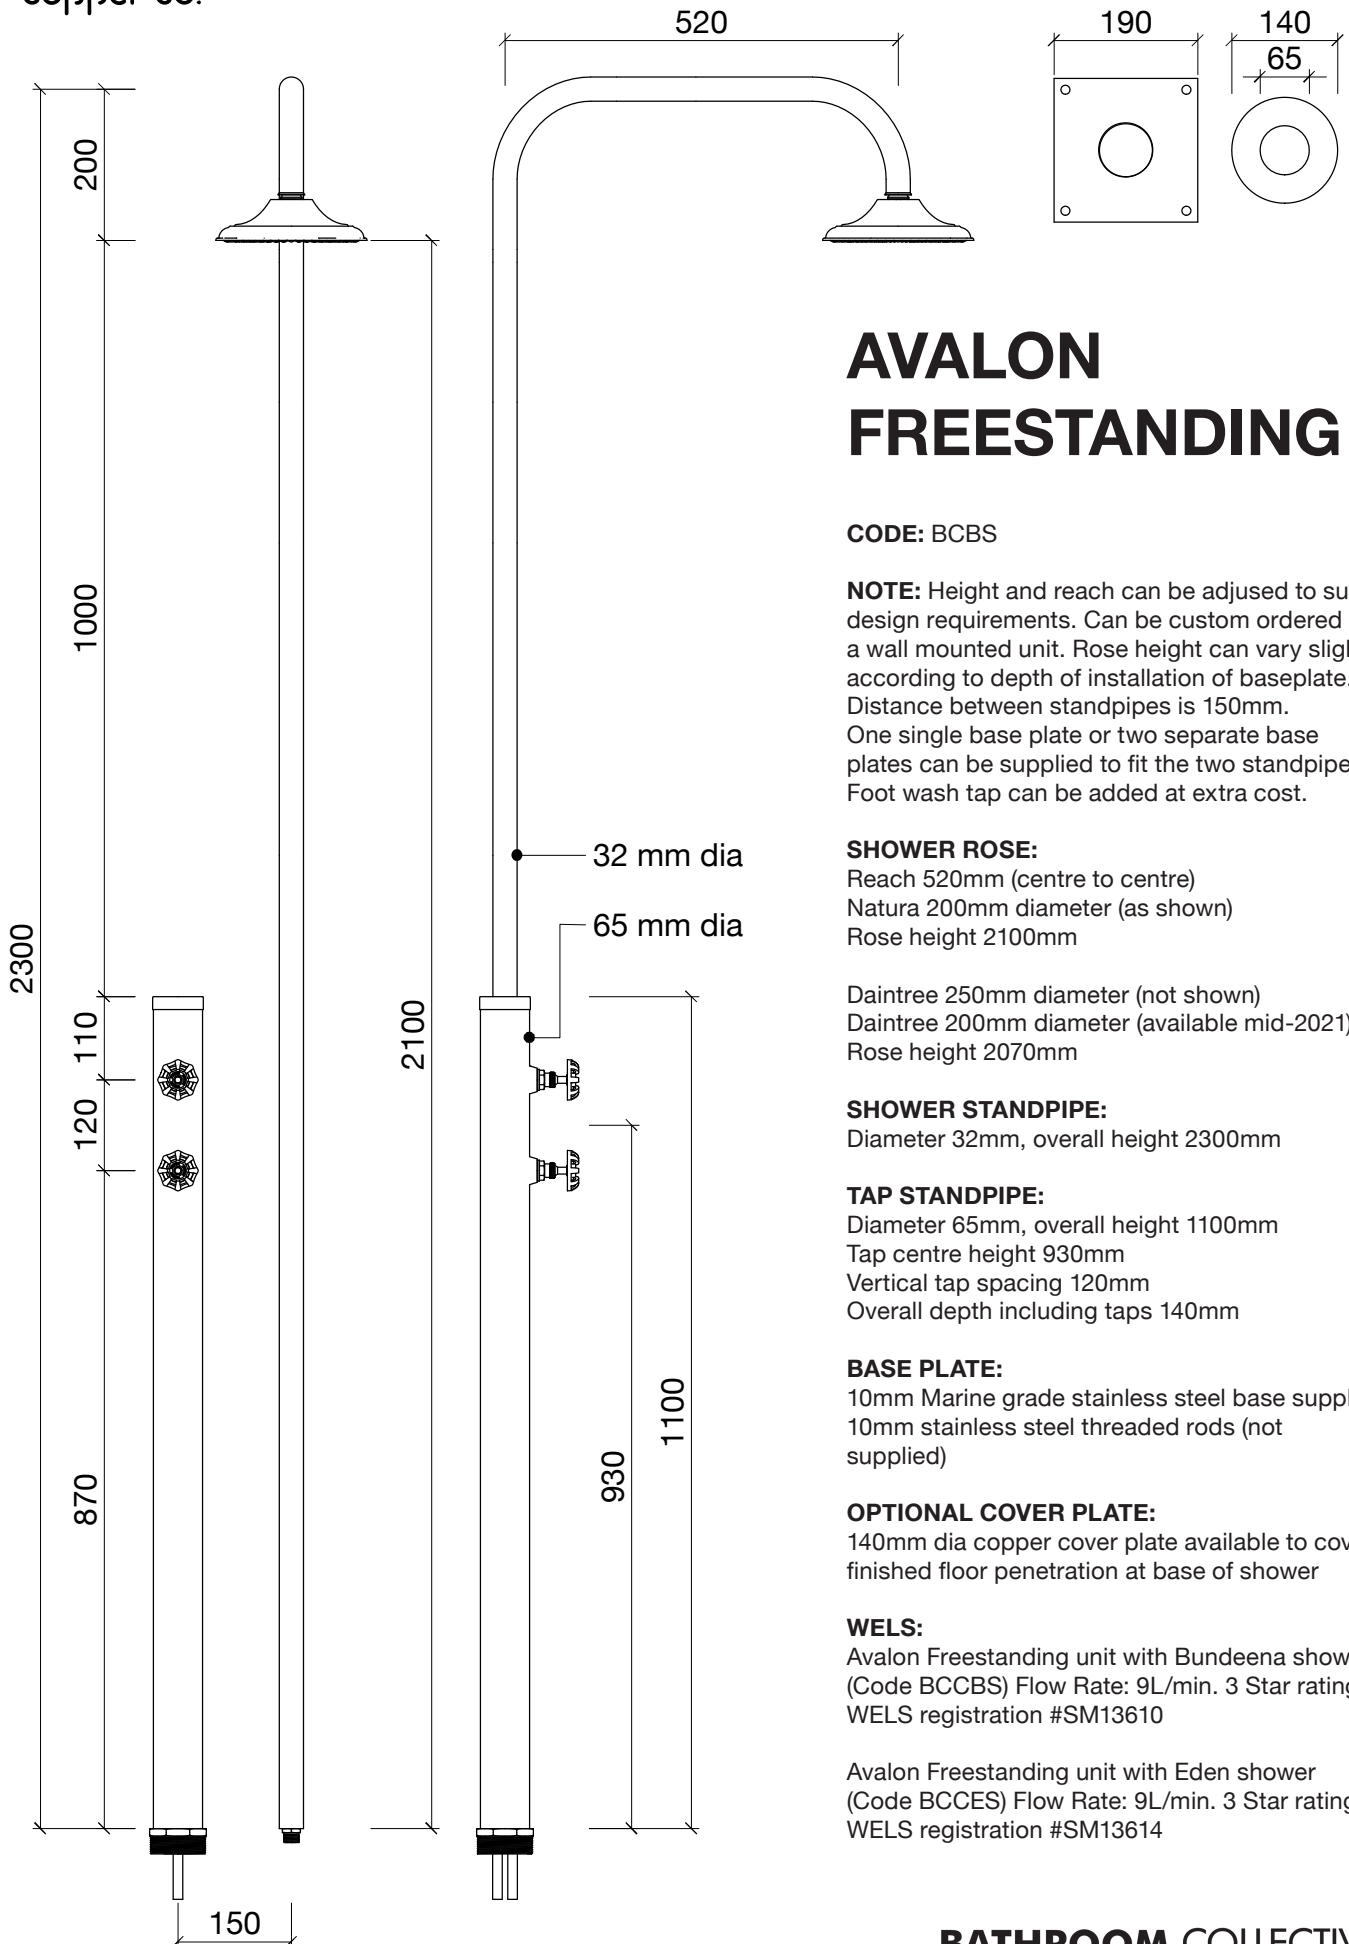 copper co.
520
190
140
65
200
1000
2300
110
120
870
2100
32 mm dia
65 mm dia
930
1100
150
AVALON
FREESTANDING
CODE: BCBS
NOTE: Height and reach can be adjused to su
design requirements. Can be custom ordered
a wall mounted unit. Rose height can vary sligh
according to depth of installation of baseplate.
Distance between standpipes is 150mm.
One single base plate or two separate base
plates can be supplied to fit the two standpipe
Foot wash tap can be added at extra cost.
SHOWER ROSE:
Reach 520mm (centre to centre)
Natura 200mm diameter (as shown)
Rose height 2100mm
Daintree 250mm diameter (not shown)
Daintree 200mm diameter (available mid-2021)
Rose height 2070mm
SHOWER STANDPIPE:
Diameter 32mm, overall height 2300mm
TAP STANDPIPE:
Diameter 65mm, overall height 1100mm
Tap centre height 930mm
Vertical tap spacing 120mm
Overall depth including taps 140mm
BASE PLATE:
10mm Marine grade stainless steel base suppl
10mm stainless steel threaded rods (not
supplied)
OPTIONAL COVER PLATE:
140mm dia copper cover plate available to cov
finished floor penetration at base of shower
WELS:
Avalon Freestanding unit with Bundeena show
(Code BCCBS) Flow Rate: 9L/min. 3 Star rating
WELS registration #SM13610
Avalon Freestanding unit with Eden shower
(Code BCCES) Flow Rate: 9L/min. 3 Star rating
WELS registration #SM13614
BATHROOM COLLECTIV